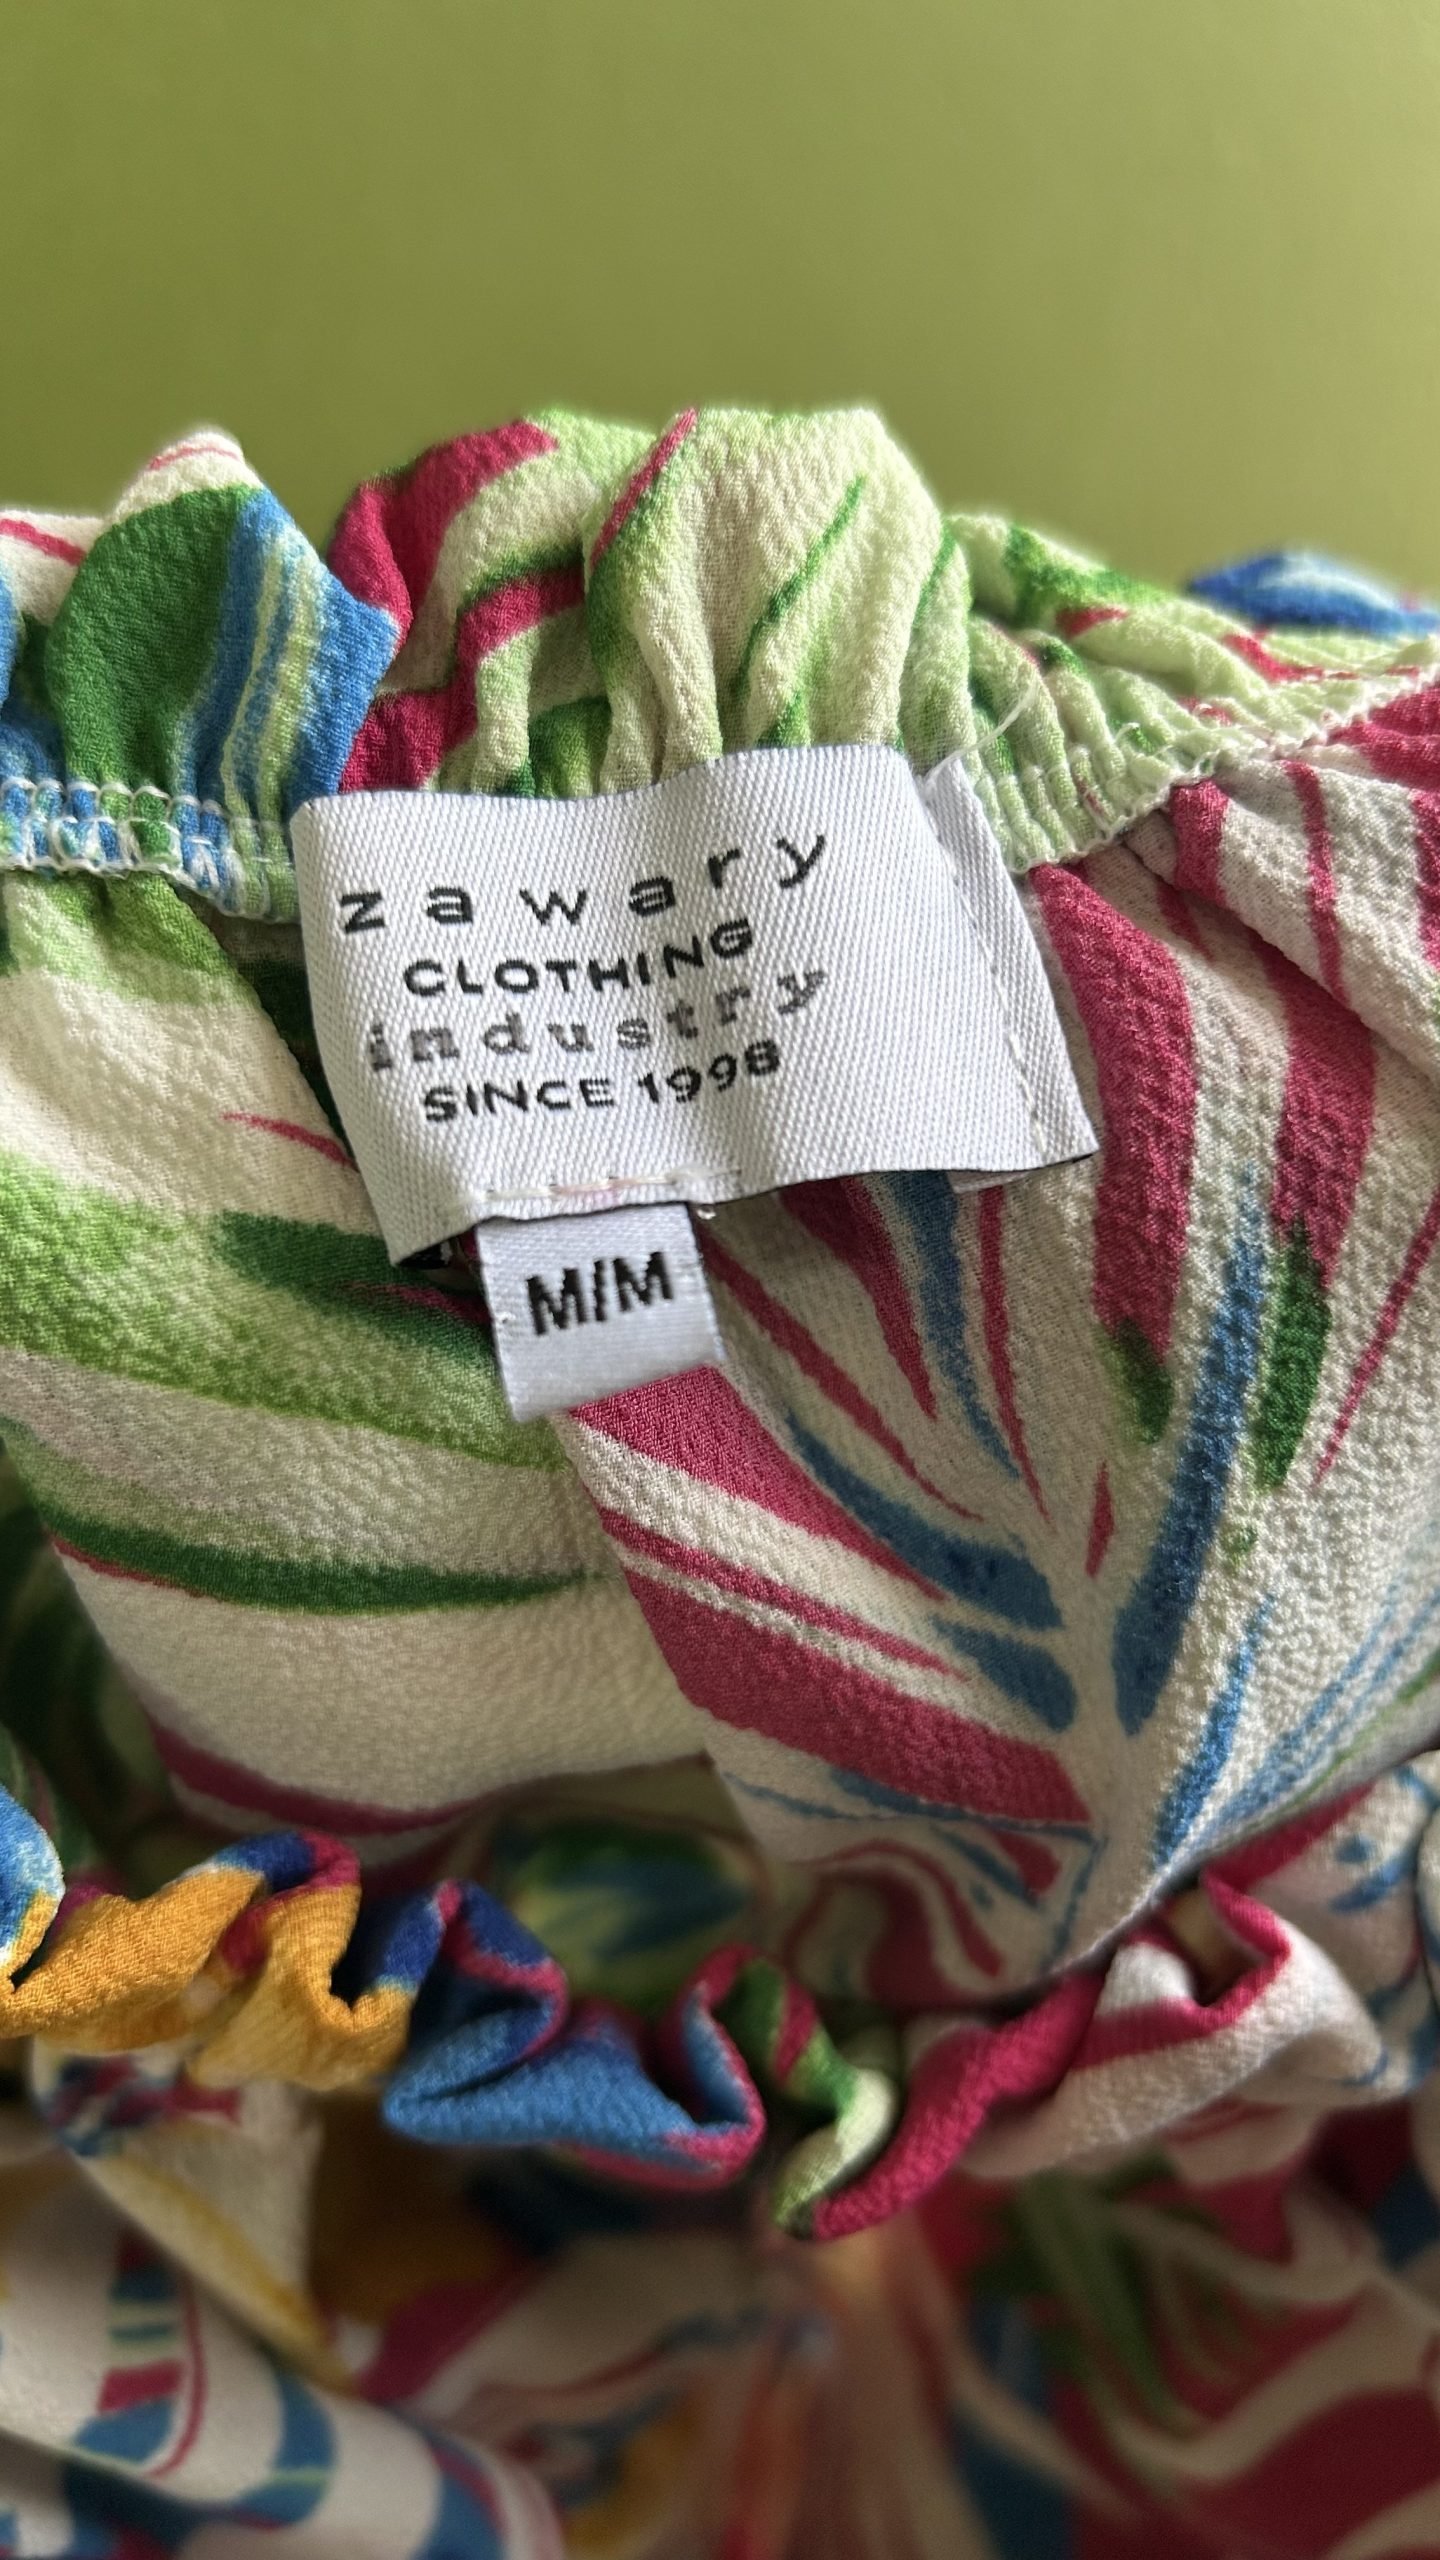 zawary
CLOTHING
industry
SINCE 1998
M/M